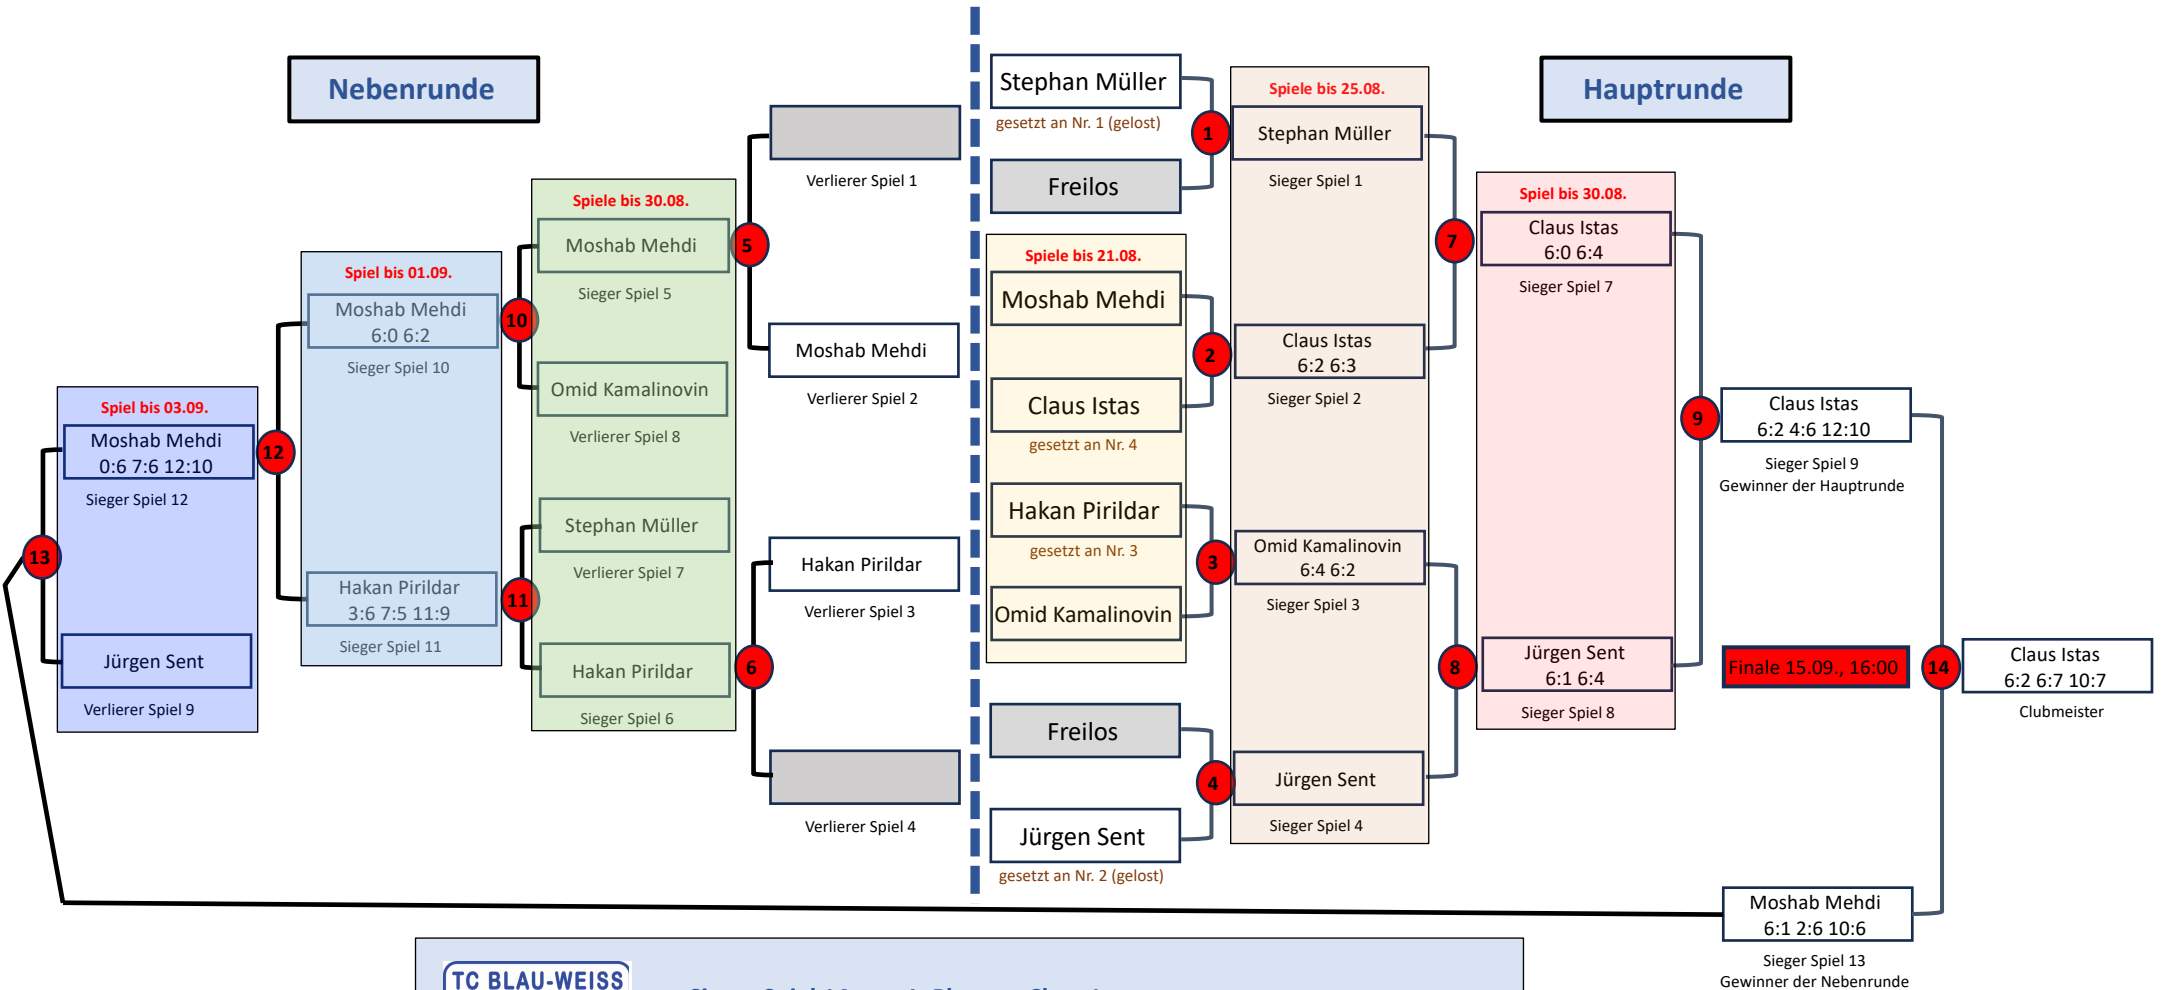 Nebenrunde
Hauptrunde
Verlierer Spiel 1
Spiele bis 30.08.
Moshab Mehdi
Sieger Spiel 5
5
Moshab Mehdi
Verlierer Spiel 2
Spiel bis 01.09.
Moshab Mehdi
6:0 6:2
Sieger Spiel 10
10
Omid Kamalinovin
Verlierer Spiel 8
Spiel bis 03.09.
Moshab Mehdi
0:6 7:6 12:10
Sieger Spiel 12
12
13
Jürgen Sent
Verlierer Spiel 9
Hakan Pirildar
3:6 7:5 11:9
Sieger Spiel 11
11
Stephan Müller
Verlierer Spiel 7
Hakan Pirildar
Sieger Spiel 6
6
Hakan Pirildar
Verlierer Spiel 3
Verlierer Spiel 4
Stephan Müller
gesetzt an Nr. 1 (gelost)
1
Freilos
Spiele bis 21.08.
Moshab Mehdi
2
Claus Istas
gesetzt an Nr. 4
Hakan Pirildar
gesetzt an Nr. 3
3
Omid Kamalinovin
Freilos
4
Jürgen Sent
gesetzt an Nr. 2 (gelost)
Spiele bis 25.08.
Stephan Müller
Sieger Spiel 1
7
Claus Istas
6:2 6:3
Sieger Spiel 2
Omid Kamalinovin
6:4 6:2
Sieger Spiel 3
8
Jürgen Sent
Sieger Spiel 4
Spiel bis 30.08.
Claus Istas
6:0 6:4
Sieger Spiel 7
9
Jürgen Sent
6:1 6:4
Sieger Spiel 8
Claus Istas
6:2 4:6 12:10
Sieger Spiel 9
Gewinner der Hauptrunde
Finale 15.09., 16:00
14
Claus Istas
6:2 6:7 10:7
Clubmeister
Moshab Mehdi
6:1 2:6 10:6
Sieger Spiel 13
Gewinner der Nebenrunde
TC BLAU-WEISS